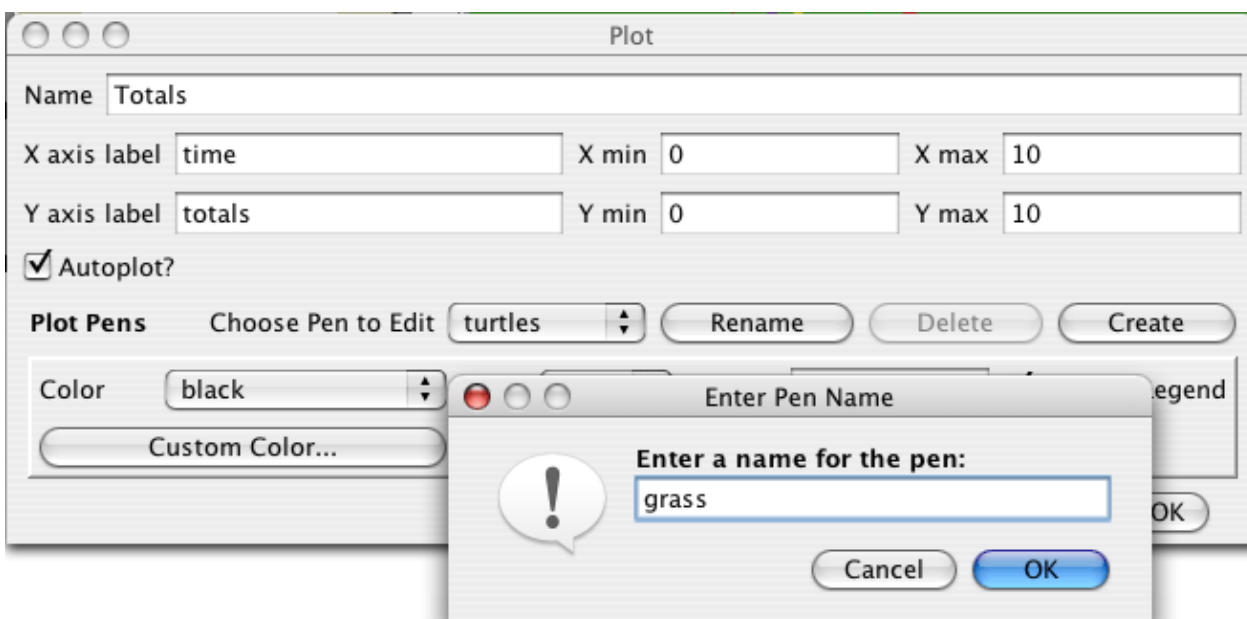 Plot
Name Totals
X axis label time X min 0 X max 10
Y axis label totals Y min 0 Y max 10
Autoplot?
Plot Pens Choose Pen to Edit turtles Rename Delete Create
Color black
Custom Color...
Enter Pen Name
Enter a name for the pen:
grass
Cancel OK
OK